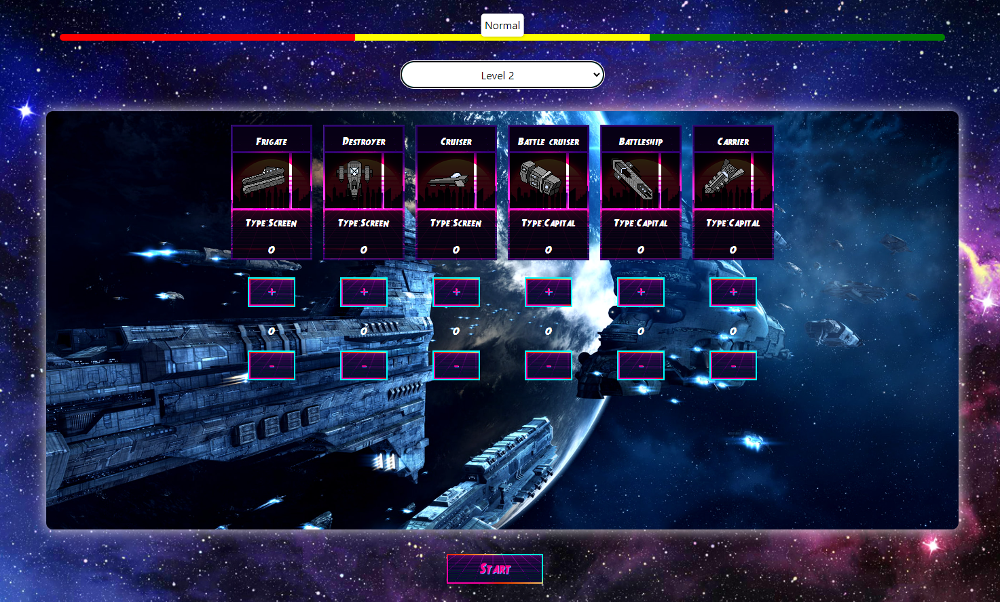 Normal
Level 2
Frigate Destroyer Cruiser Battle cruiser Battleship Carrier
Type:Screen Type:Screen Type:Screen Type:Capital Type:Capital Type:Capital
0 0 0 0 0 0
+ + + + + +
0 0 0 0 0 0
- - - - - -
Start